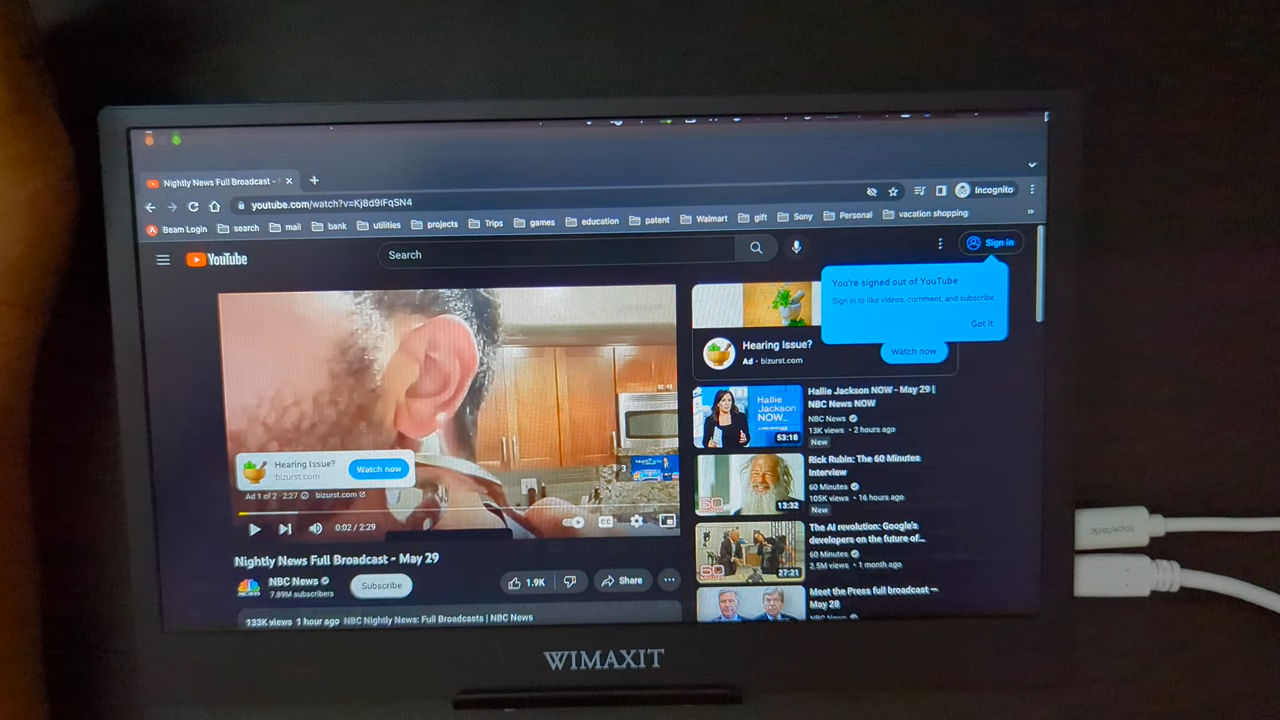 Nightly News Full Broadcast -
youtube.com/watch?v=Kj8d9iFqSN4
Incognito
Beam Login search mail bank utilities projects Trips games education patent Walmart gift Sony Personal vacation shopping
YouTube
Search
Sign in
You're signed out of YouTube
Sign in to like videos, comment, and subscribe.
Got it
Hearing Issue?
Ad · bizurst.com
Watch now
Hearing Issue?
bizurst.com
Watch now
Ad 1 of 2 · 2:27 bizurst.com
0:02 / 2:29
CC
Nightly News Full Broadcast - May 29
NBC News
7.89M subscribers
Subscribe
1.9K
Share
133K views 1 hour ago NBC Nightly News: Full Broadcasts | NBC News
Hallie
Jackson
NOW
53:18
Hallie Jackson NOW - May 29 |
NBC News NOW
NBC News
13K views • 2 hours ago
New
60
13:32
Rick Rubin: The 60 Minutes
Interview
60 Minutes
105K views • 16 hours ago
New
60
27:21
The AI revolution: Google's
developers on the future of...
60 Minutes
2.5M views • 1 month ago
Meet the Press full broadcast —
May 28
NBC News
WIMAXIT